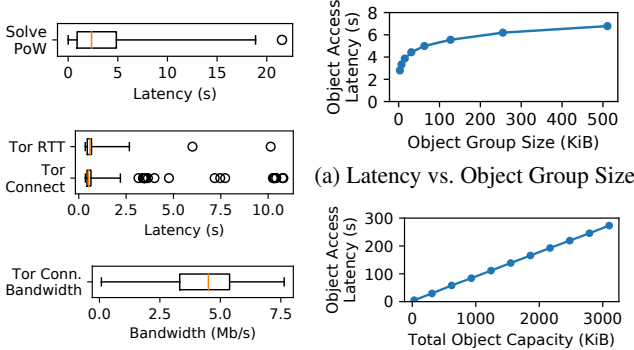 Solve
PoW
0 5 10 15 20
Latency (s)
Tor RTT
Tor
Connect
0.0 2.5 5.0 7.5 10.0
Latency (s)
Tor Conn.
Bandwidth
0.0 2.5 5.0 7.5
Bandwidth (Mb/s)
Object Access
Latency (s)
8
6
4
2
0
0 100 200 300 400 500
Object Group Size (KiB)
(a) Latency vs. Object Group Size
Object Access
Latency (s)
300
200
100
0
0 1000 2000 3000
Total Object Capacity (KiB)